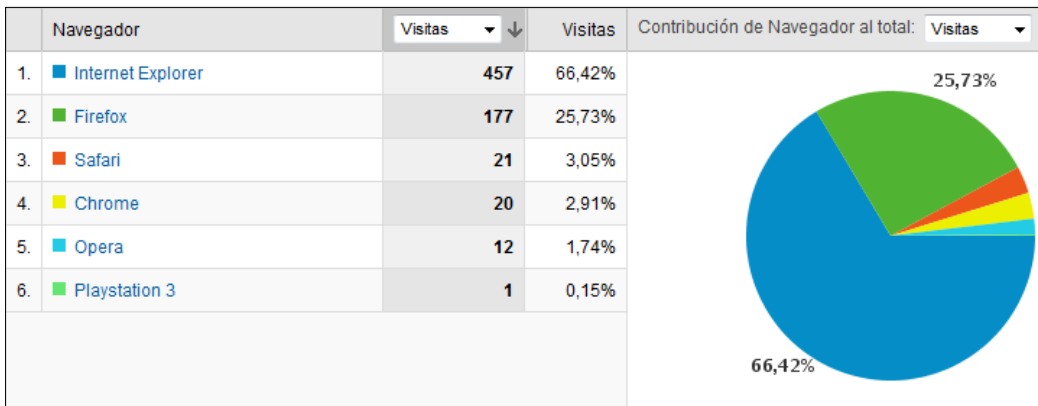 Navegador Visitas Visitas Contribución de Navegador al total: Visitas
1. Internet Explorer 457 66,42%
2. Firefox 177 25,73%
3. Safari 21 3,05%
4. Chrome 20 2,91%
5. Opera 12 1,74%
6. Playstation 3 1 0,15%
25,73%
66,42%